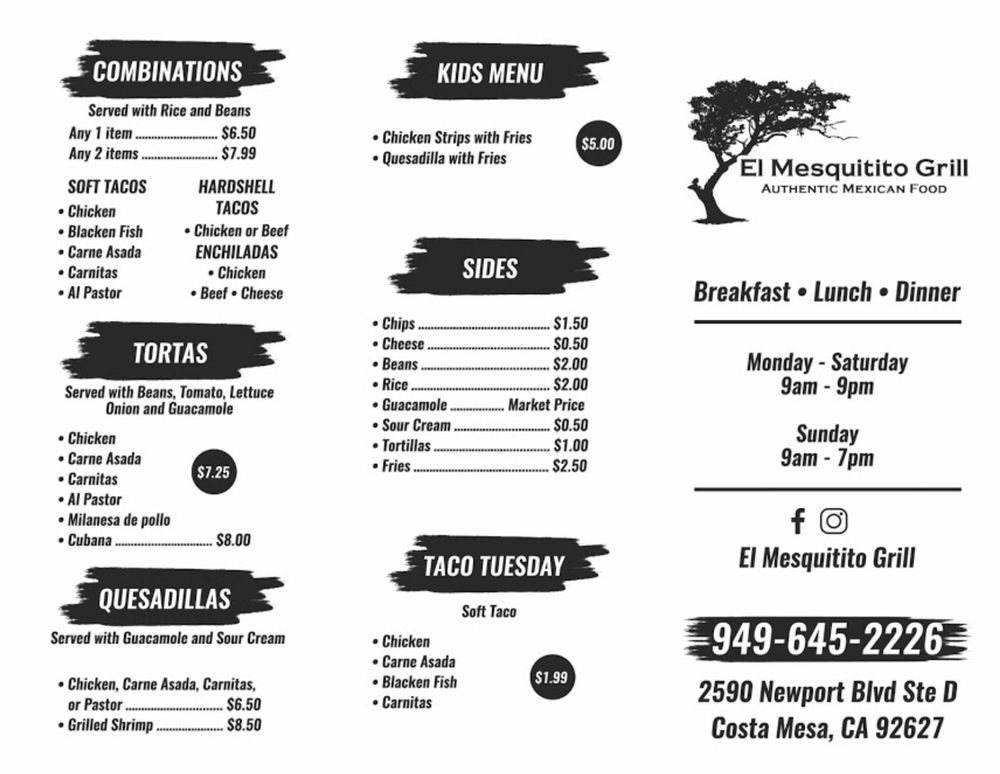 COMBINATIONS
Served with Rice and Beans
Any 1 item ........................... $6.50
Any 2 items ......................... $7.99
SOFT TACOS
• Chicken
• Blacken Fish
• Carne Asada
• Carnitas
• Al Pastor
HARDSHELL
TACOS
• Chicken or Beef
ENCHILADAS
• Chicken
• Beef • Cheese
TORTAS
Served with Beans, Tomato, Lettuce
Onion and Guacamole
• Chicken
• Carne Asada
• Carnitas
• Al Pastor
• Milanesa de pollo
$7.25
• Cubana ................................ $8.00
QUESADILLAS
Served with Guacamole and Sour Cream
• Chicken, Carne Asada, Carnitas,
or Pastor ................................ $6.50
• Grilled Shrimp ...................... $8.50
KIDS MENU
• Chicken Strips with Fries
• Quesadilla with Fries
$5.00
SIDES
• Chips ........................................... $1.50
• Cheese ........................................ $0.50
• Beans ........................................... $2.00
• Rice .............................................. $2.00
• Guacamole .................. Market Price
• Sour Cream ................................ $0.50
• Tortillas ...................................... $1.00
• Fries ............................................. $2.50
TACO TUESDAY
Soft Taco
• Chicken
• Carne Asada
• Blacken Fish
• Carnitas
$1.99
El Mesquitito Grill
Authentic Mexican Food
Breakfast • Lunch • Dinner
Monday - Saturday
9am - 9pm
Sunday
9am - 7pm
El Mesquitito Grill
949-645-2226
2590 Newport Blvd Ste D
Costa Mesa, CA 92627